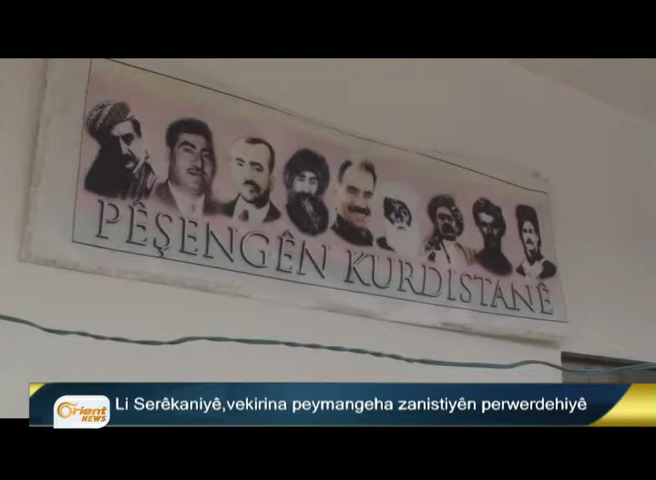 PÊŞENGÊN KURDISTANÊ
Orient
NEWS
Li Serêkaniyê,vekirina peymangeha zanistiyên perwerdehiyê